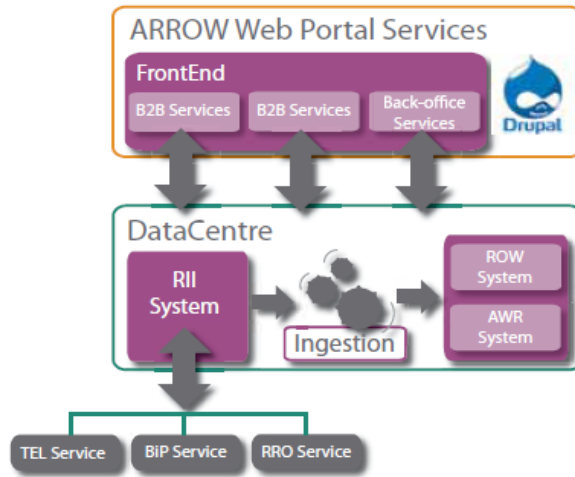 ARROW Web Portal Services
FrontEnd
B2B Services
B2B Services
Back-office
Services
Drupal
DataCentre
RII
System
Ingestion
ROW
System
AWR
System
TEL Service
BiP Service
RRO Service